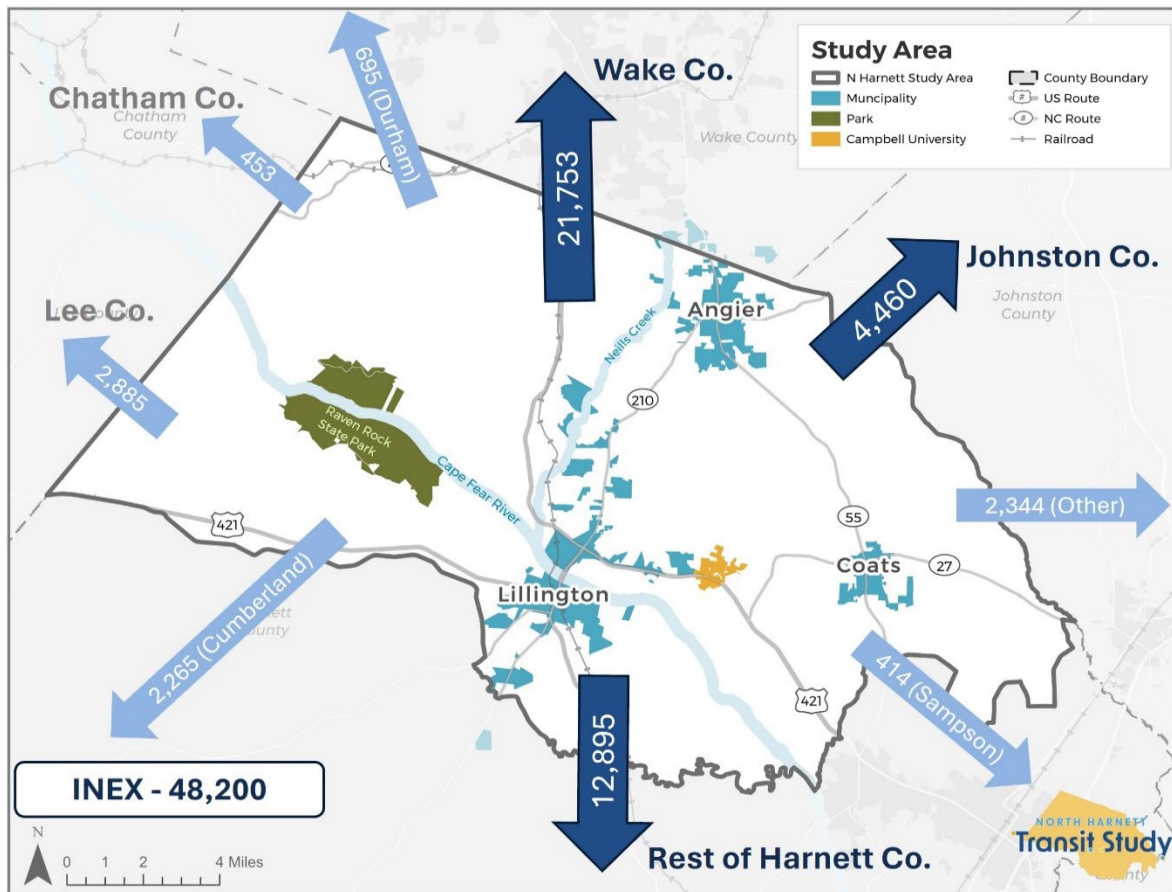 Study Area
N Harnett Study Area
Muncipality
Park
Campbell University
County Boundary
US Route
NC Route
Railroad
Wake Co.
Chatham Co.
Chatham
County
695 (Durham)
453
21,753
Wake County
Johnston Co.
Johnston
County
4,460
Lee Co.
2,885
Angier
Neills Creek
210
Raven Rock
State Park
Cape Fear River
421
2,344 (Other)
55
Coats
27
Lillington
2,265 (Cumberland)
County
414 (Sampson)
421
12,895
INEX - 48,200
Rest of Harnett Co.
N
0 1 2 4 Miles
NORTH HARNETT
Transit Study
County